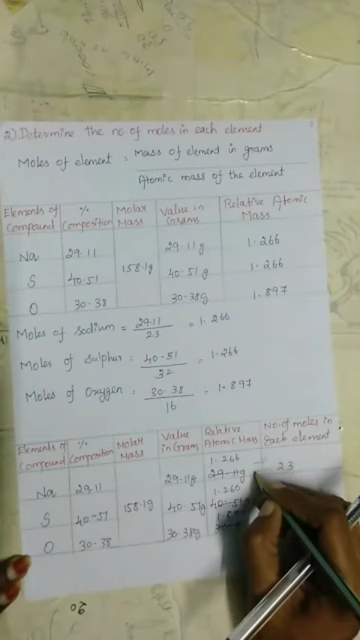 2) Determine the no of moles in each element
Moles of element = Mass of element in grams
Atomic mass of the element
Elements of Compound % Composition Molar Mass Value in Grams Relative Atomic Mass
Na 29.11 29.11g 1.266
158.1g
S 40.51 40.51g 1.266
O 30.38 30.38g 1.897
Moles of Sodium = 29.11 / 23 = 1.266
Moles of Sulphur = 40.51 / 32 = 1.266
Moles of Oxygen = 30.38 / 16 = 1.897
Elements of Compound % Composition Molar Mass Value in Grams Relative Atomic Mass No. of moles in Each element
1.266
Na 29.11 29.11g 29.11g 23
158.1g
S 40.51 40.51g
O 30.38 30.38g